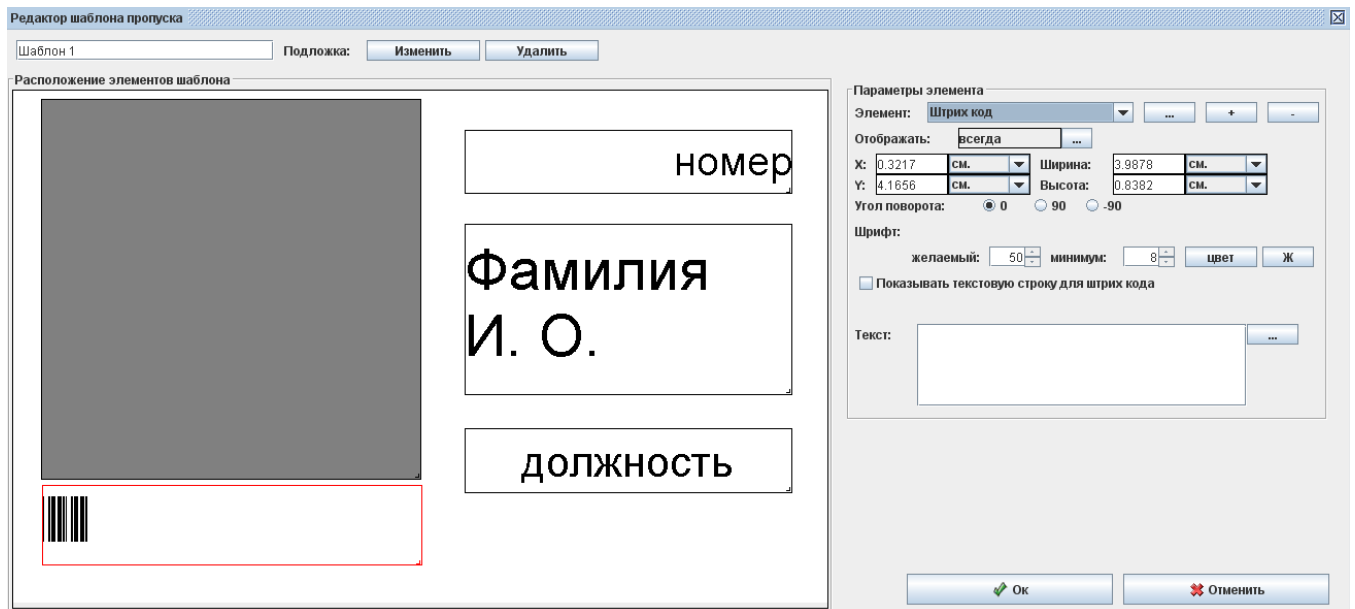 Редактор шаблона пропуска
Шаблон 1 Подложка: Изменить Удалить
Расположение элементов шаблона
номер
Фамилия
И. О.
должность
Параметры элемента
Элемент: Штрих код ... + -
Отображать: всегда ...
X: 0.3217 см. Ширина: 3.9878 см.
Y: 4.1656 см. Высота: 0.8382 см.
Угол поворота: 0 90 -90
Шрифт:
желаемый: 50 минимум: 8 цвет Ж
Показывать текстовую строку для штрих кода
Текст: ...
Ок Отменить